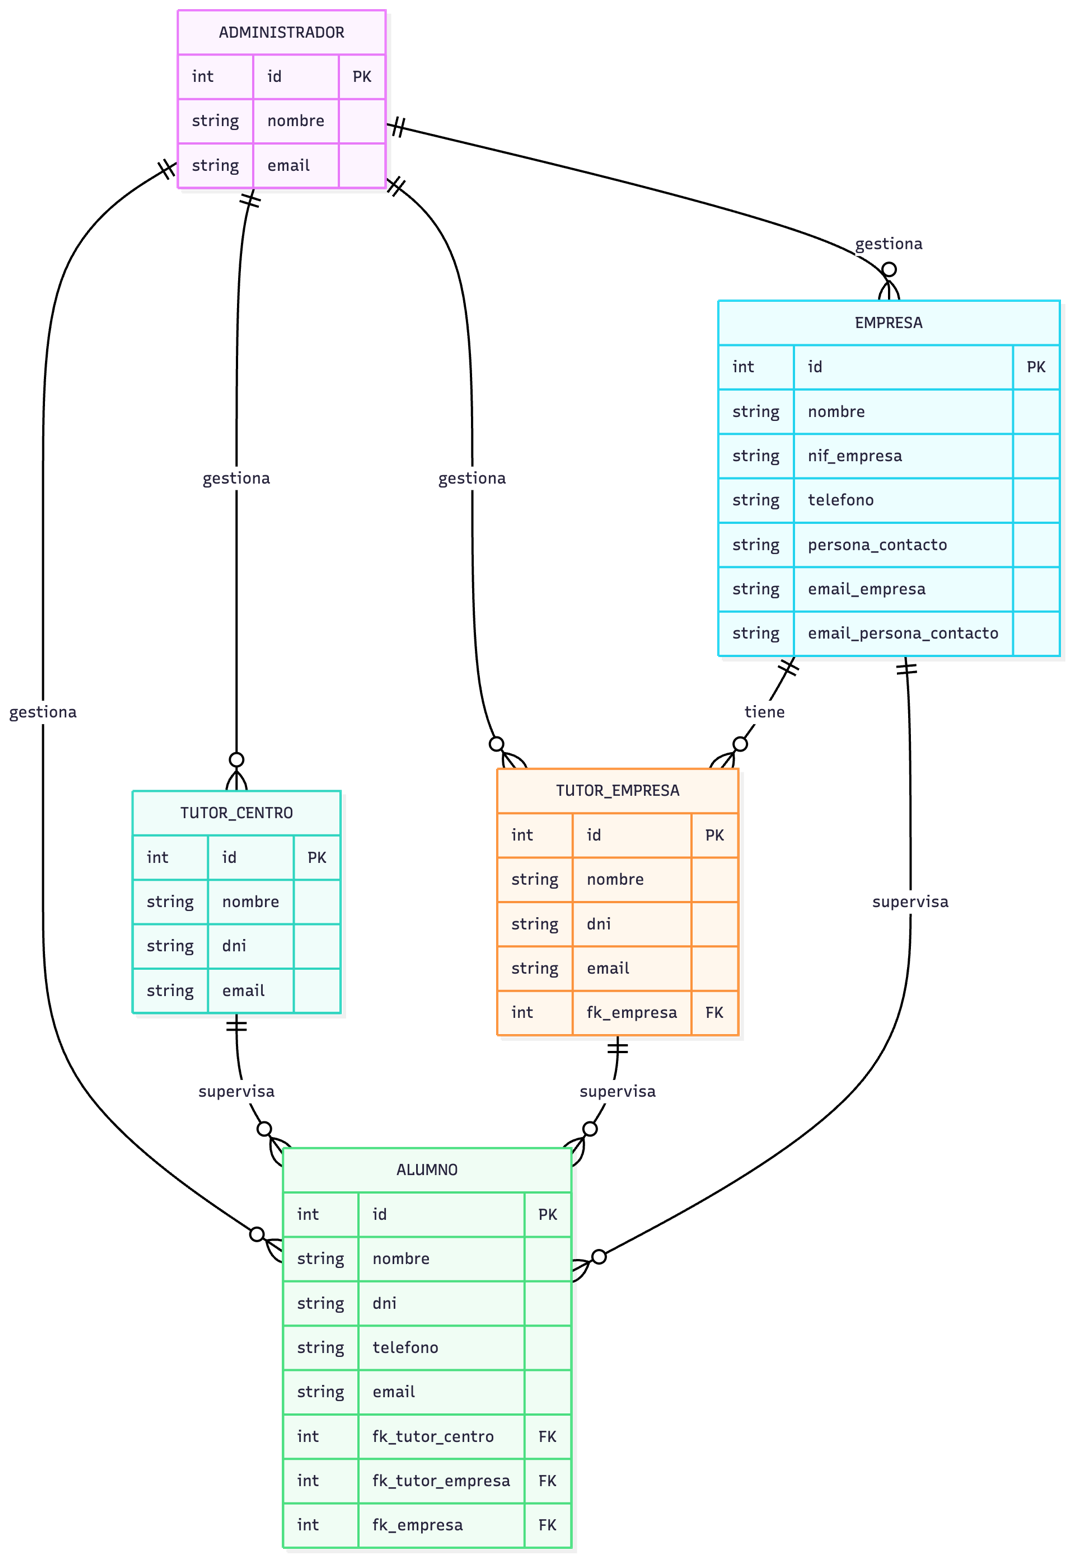 ADMINISTRADOR
int id PK
string nombre
string email
gestiona
EMPRESA
int id PK
string nombre
string nif_empresa
string telefono
string persona_contacto
string email_empresa
string email_persona_contacto
gestiona
gestiona
gestiona
tiene
supervisa
TUTOR_CENTRO
int id PK
string nombre
string dni
string email
TUTOR_EMPRESA
int id PK
string nombre
string dni
string email
int fk_empresa FK
supervisa
supervisa
ALUMNO
int id PK
string nombre
string dni
string telefono
string email
int fk_tutor_centro FK
int fk_tutor_empresa FK
int fk_empresa FK